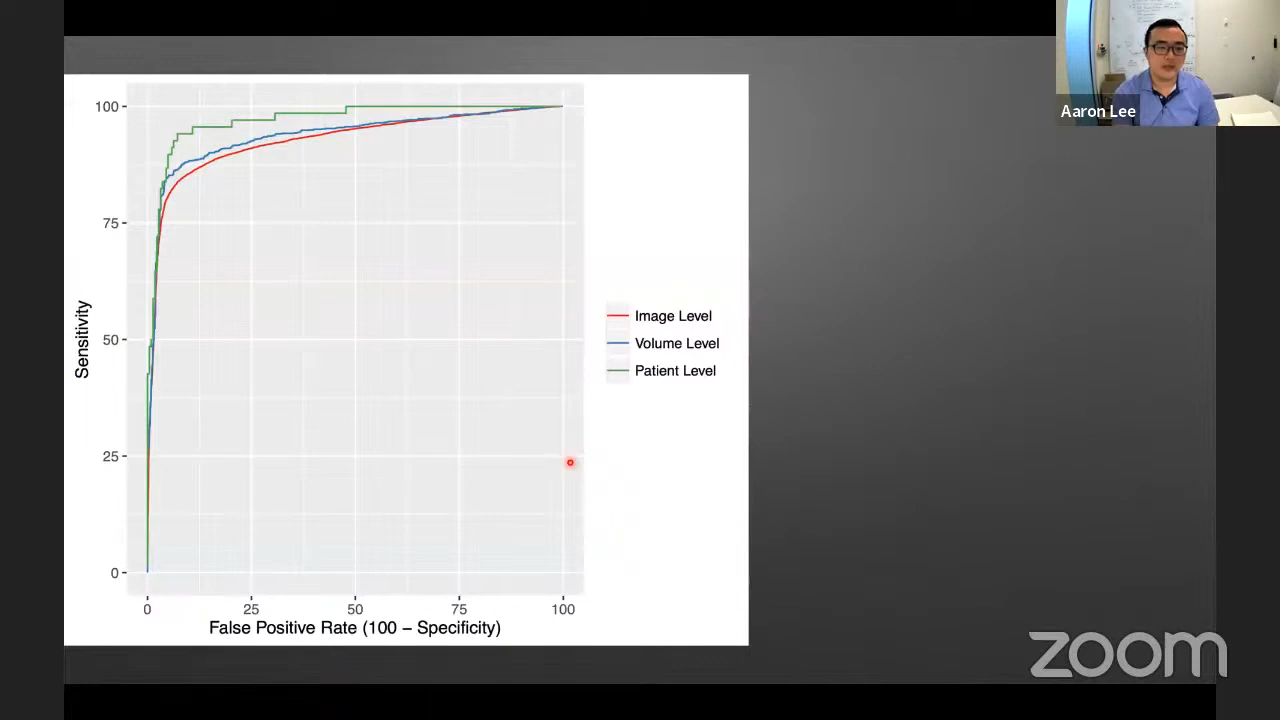 Aaron Lee
100
75
50
25
0
Sensitivity
0 25 50 75 100
False Positive Rate (100 − Specificity)
Image Level
Volume Level
Patient Level
zoom